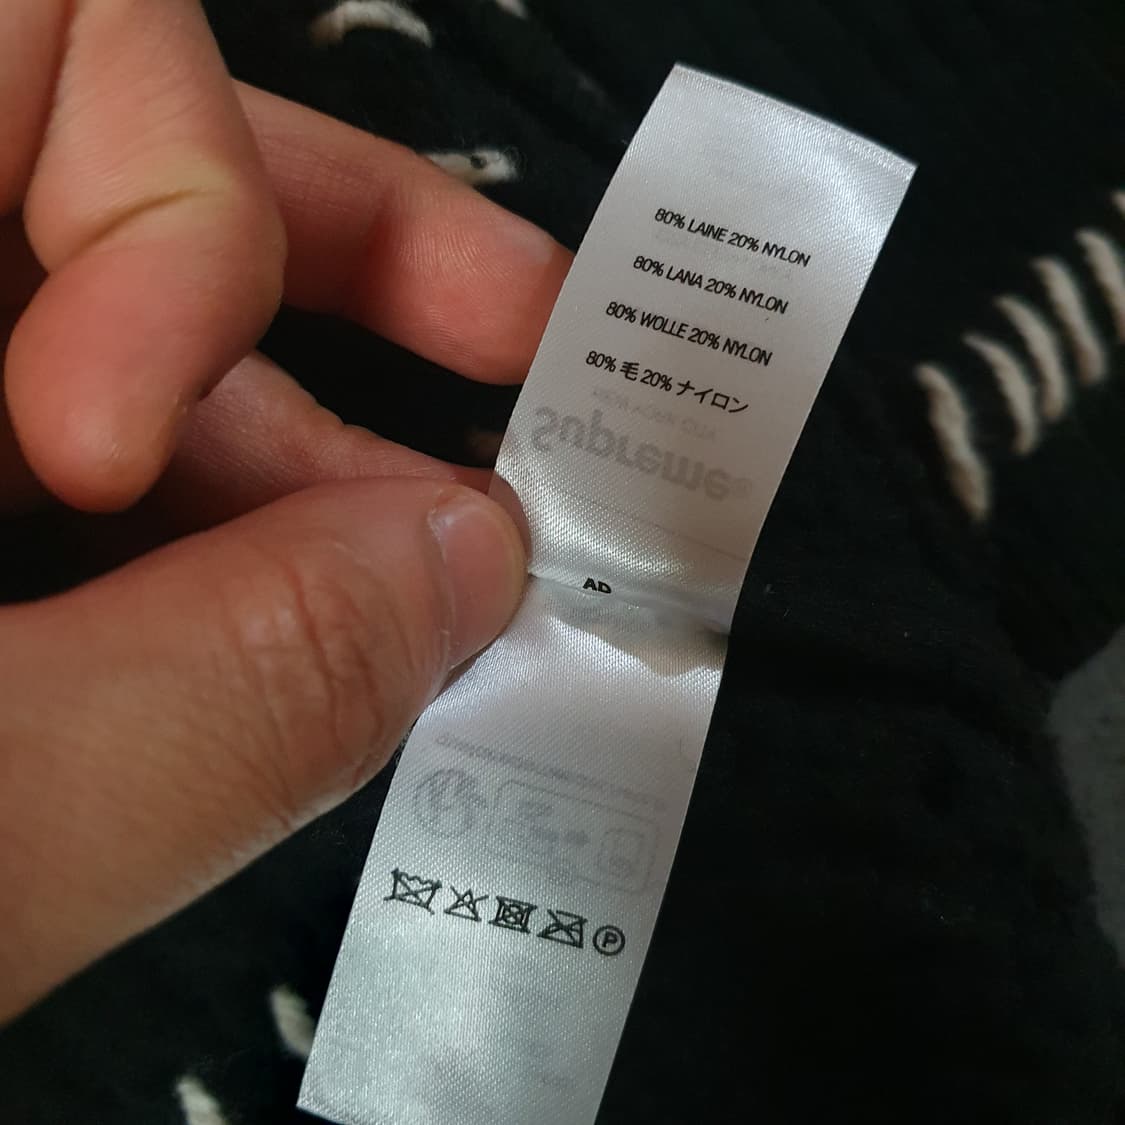 80% LAINE 20% NYLON
80% LANA 20% NYLON
80% WOLLE 20% NYLON
80% 毛 20% ナイロン
Supreme
AD
P